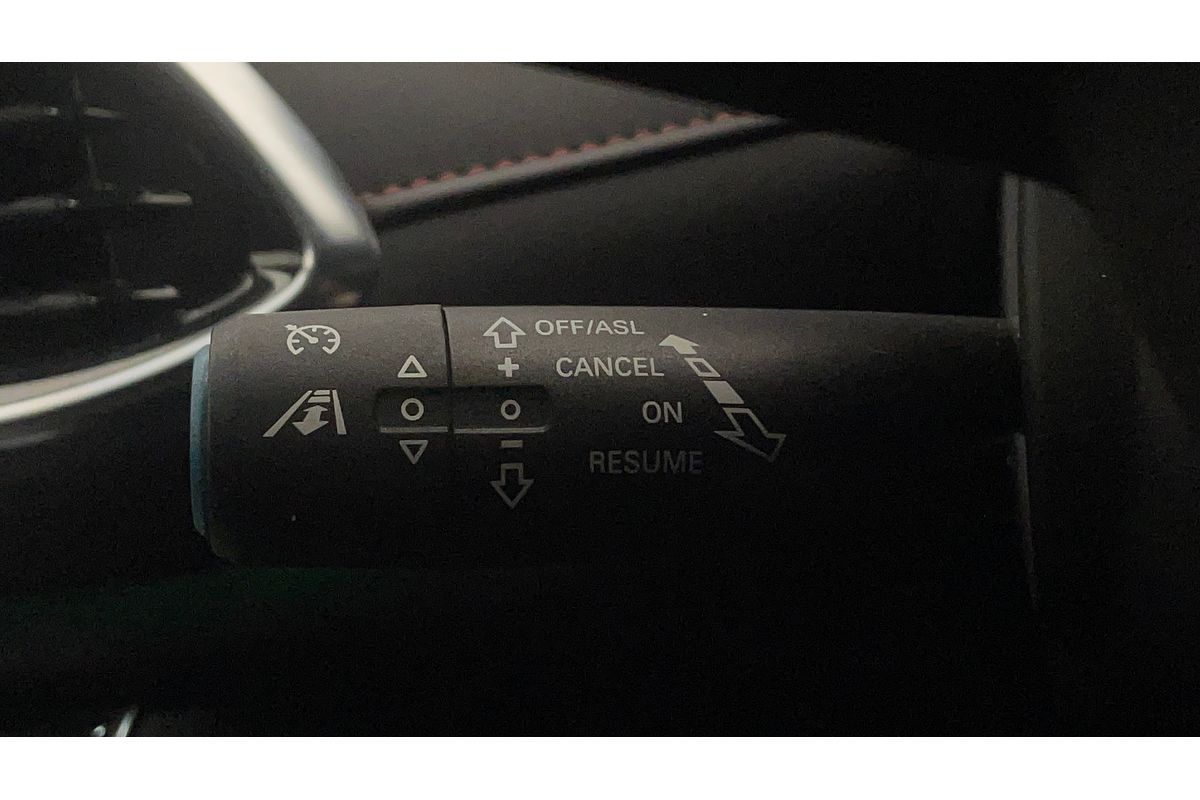 OFF/ASL
+ CANCEL
ON
-
RESUME